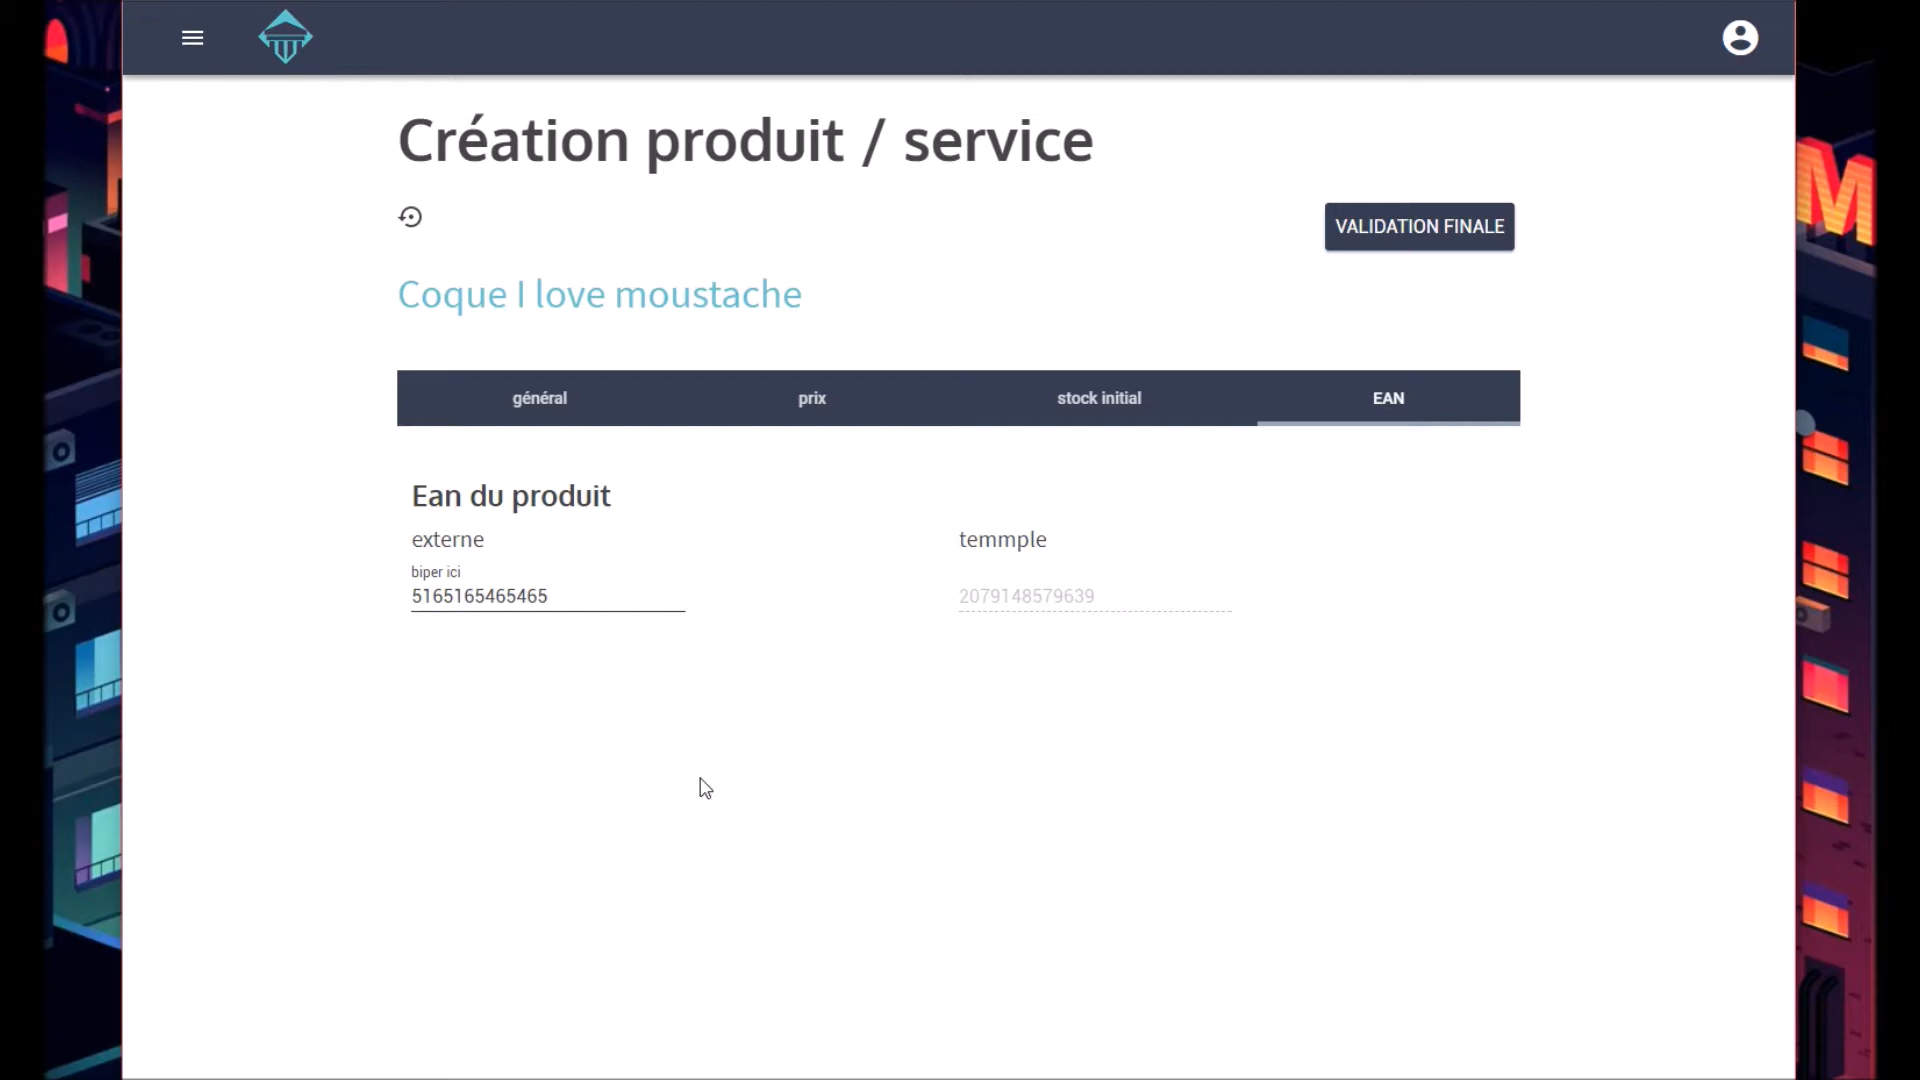 Création produit / service
VALIDATION FINALE
Coque I love moustache
général prix stock initial EAN
Ean du produit
externe temmple
biper ici
5165165465465 2079148579639
M